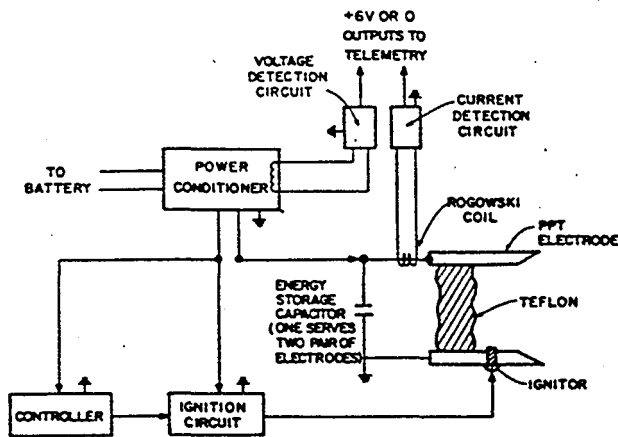 +6V OR 0
OUTPUTS TO
TELEMETRY
VOLTAGE
DETECTION
CIRCUIT
CURRENT
DETECTION
CIRCUIT
TO
BATTERY
POWER
CONDITIONER
ROGOWSKI
COIL
PPT
ELECTRODE
ENERGY
STORAGE
CAPACITOR
(ONE SERVES
TWO PAIR OF
ELECTRODES)
TEFLON
IGNITOR
CONTROLLER
IGNITION
CIRCUIT